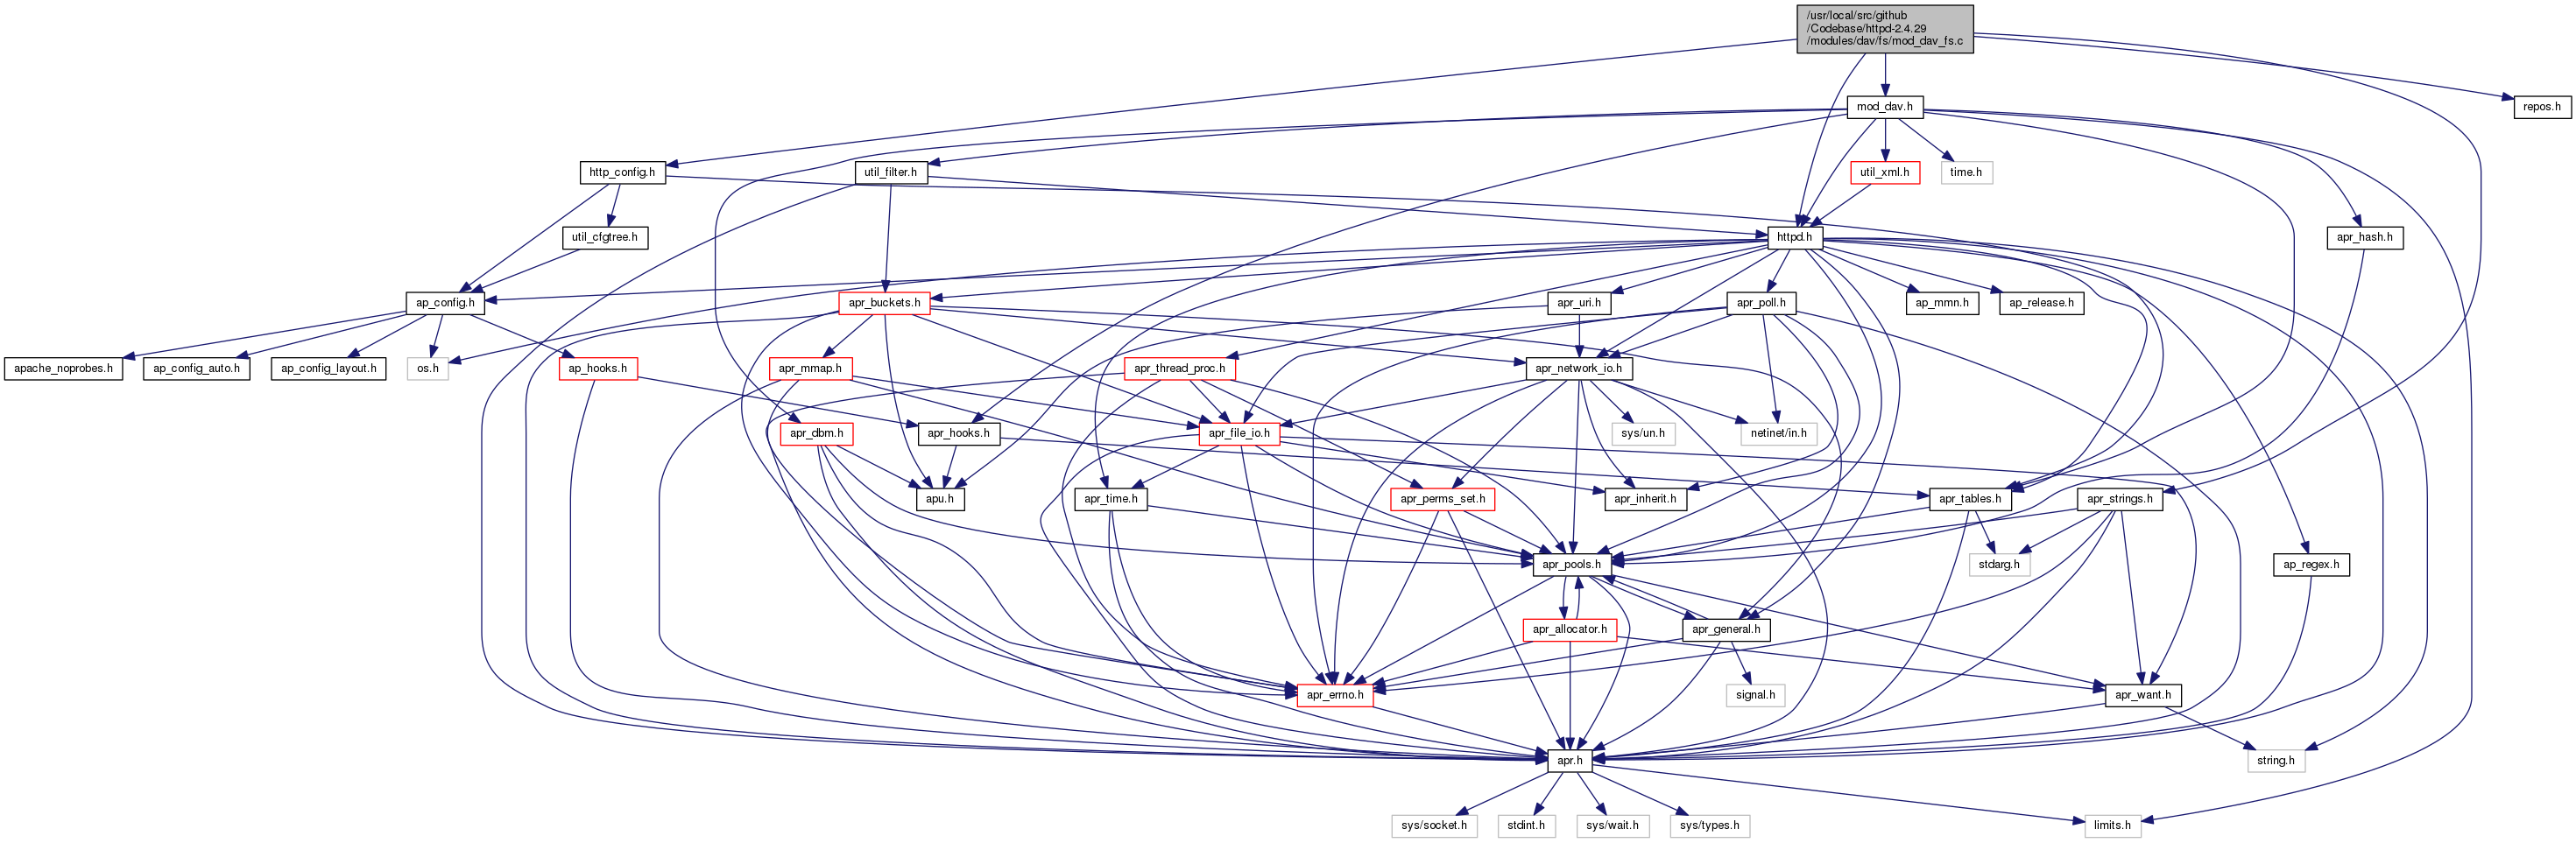 /usr/local/src/github
/Codebase/httpd-2.4.29
/modules/dav/fs/mod_dav_fs.c
mod_dav.h
repos.h
http_config.h
util_filter.h
util_xml.h
time.h
util_cfgtree.h
httpd.h
apr_hash.h
ap_config.h
apr_buckets.h
apr_uri.h
apr_poll.h
ap_mmn.h
ap_release.h
apache_noprobes.h
ap_config_auto.h
ap_config_layout.h
os.h
ap_hooks.h
apr_mmap.h
apr_thread_proc.h
apr_network_io.h
apr_dbm.h
apr_hooks.h
apr_file_io.h
sys/un.h
netinet/in.h
apu.h
apr_time.h
apr_perms_set.h
apr_inherit.h
apr_tables.h
apr_strings.h
apr_pools.h
stdarg.h
ap_regex.h
apr_allocator.h
apr_general.h
apr_errno.h
signal.h
apr_want.h
apr.h
string.h
sys/socket.h
stdint.h
sys/wait.h
sys/types.h
limits.h